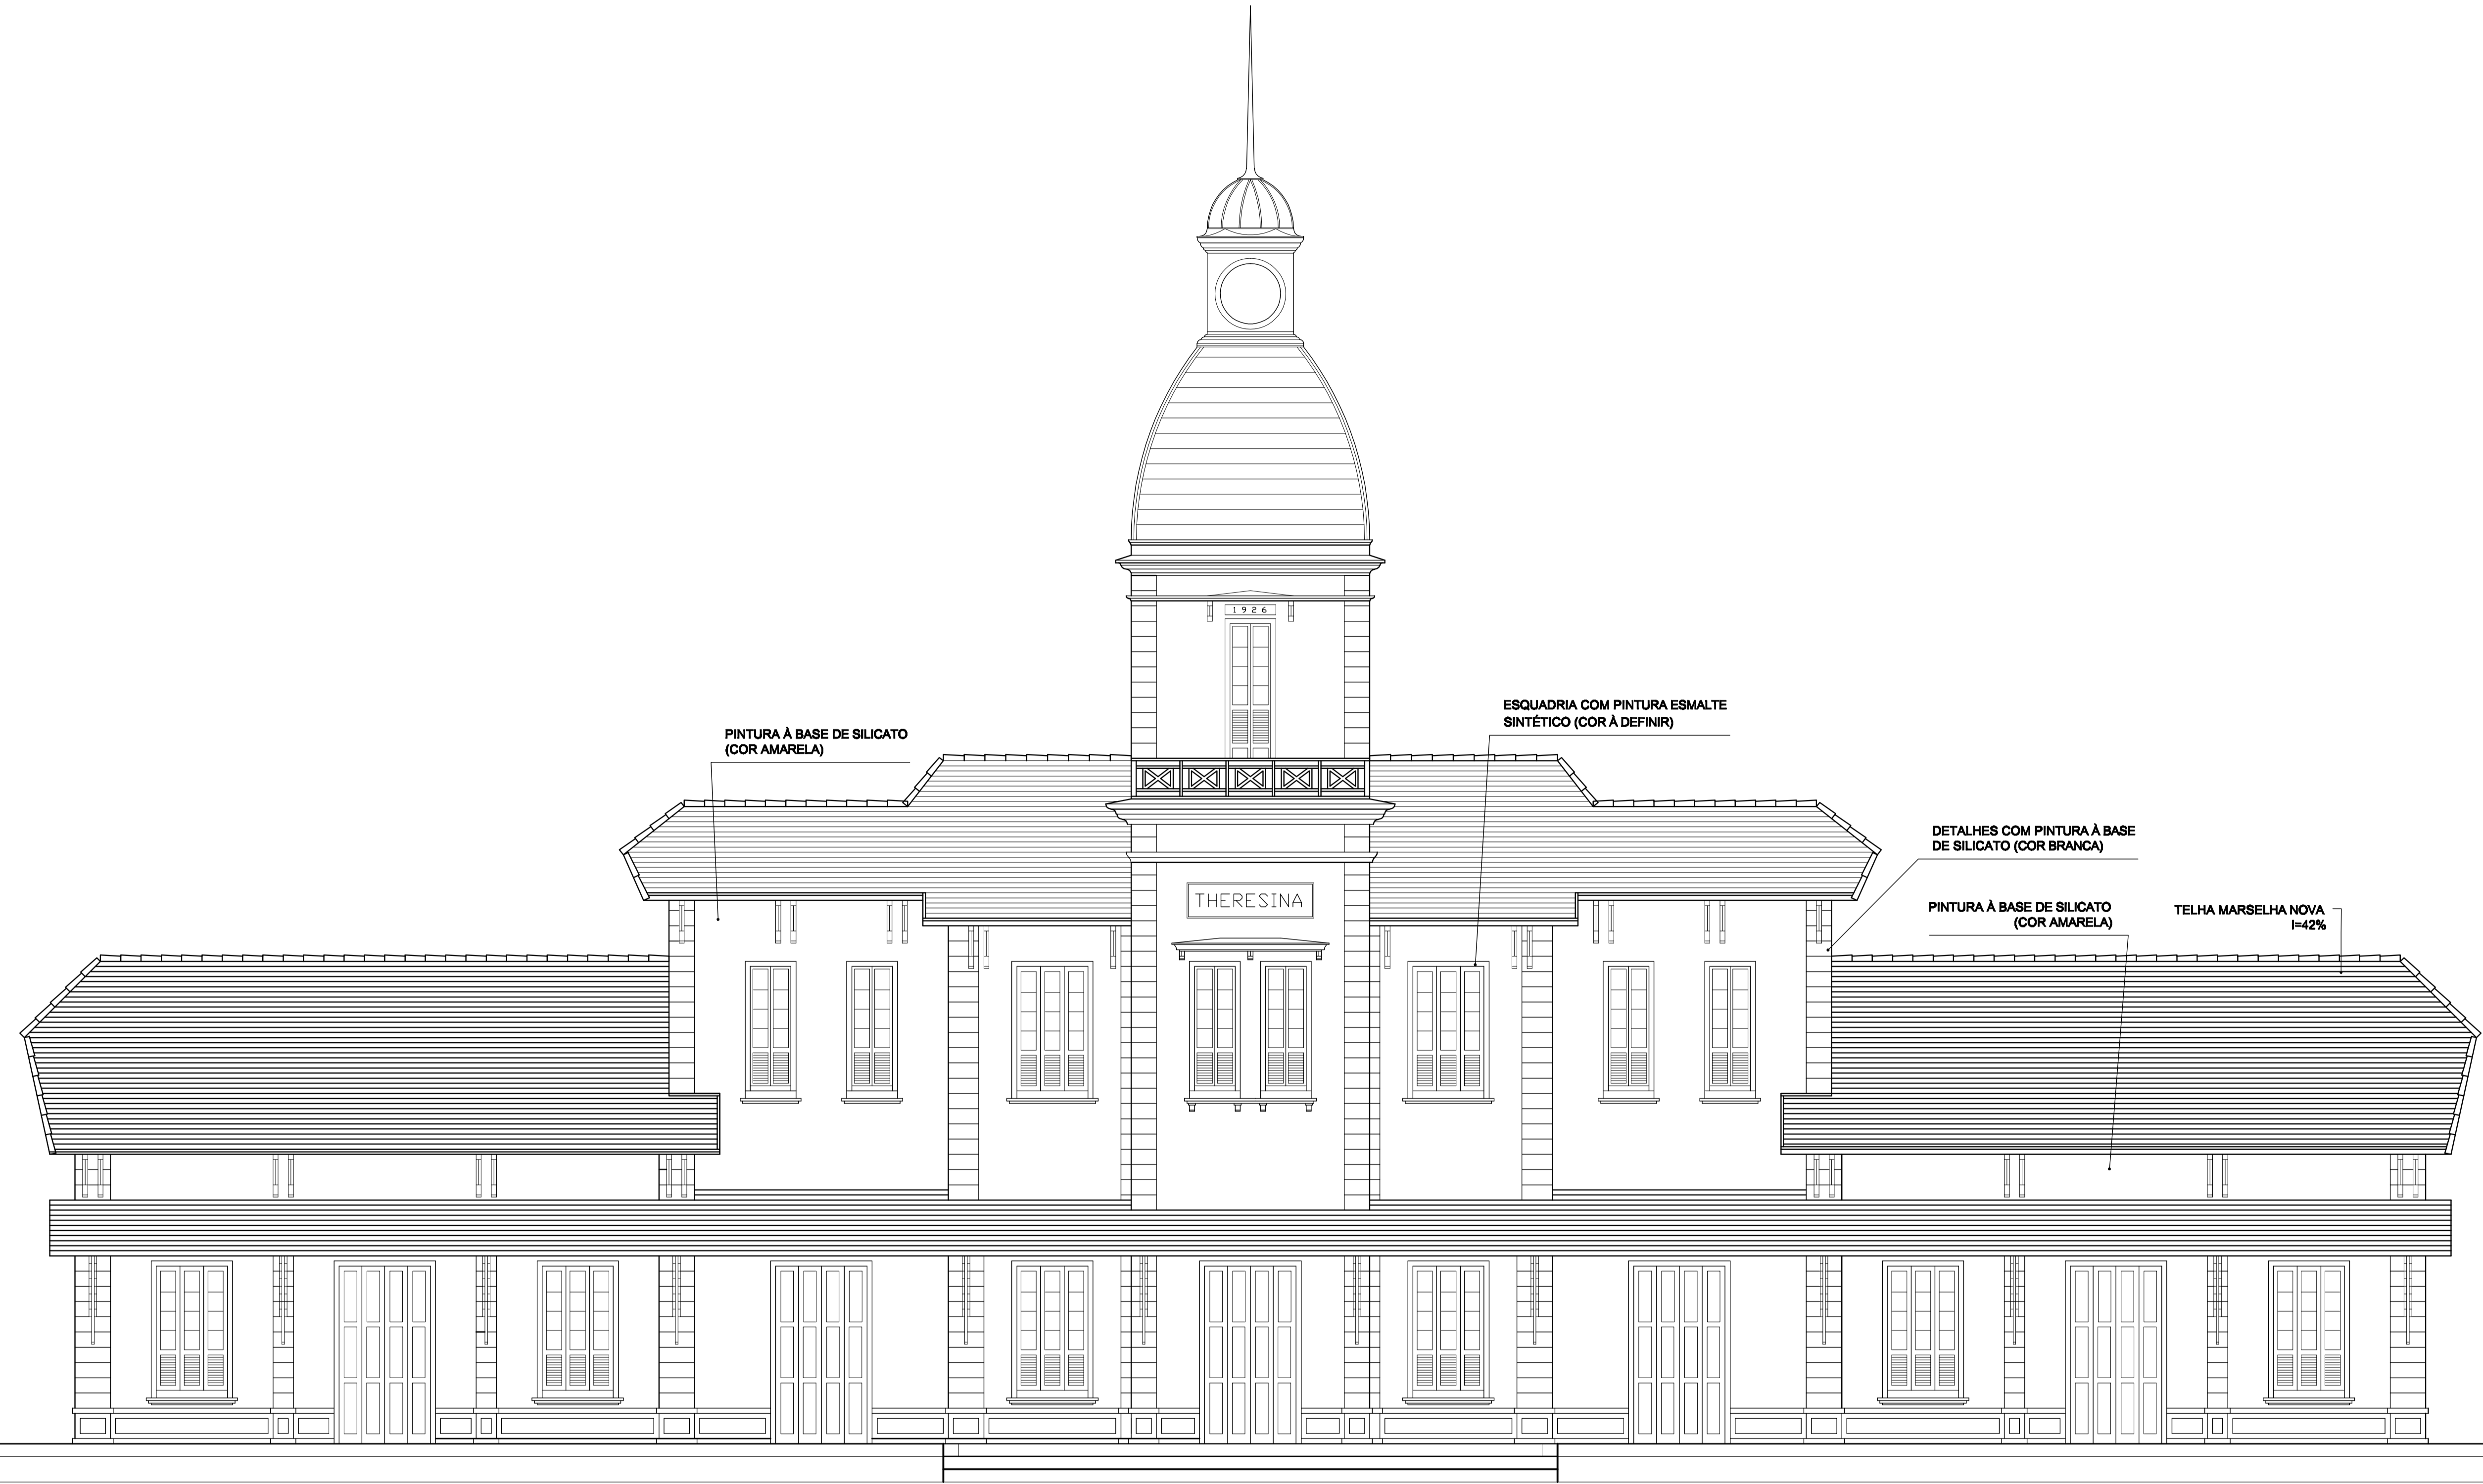 1926
ESQUADRIA COM PINTURA ESMALTE
SINTÉTICO (COR À DEFINIR)
PINTURA À BASE DE SILICATO
(COR AMARELA)
DETALHES COM PINTURA À BASE
DE SILICATO (COR BRANCA)
THERESINA
PINTURA À BASE DE SILICATO
(COR AMARELA)
TELHA MARSELHA NOVA
I=42%